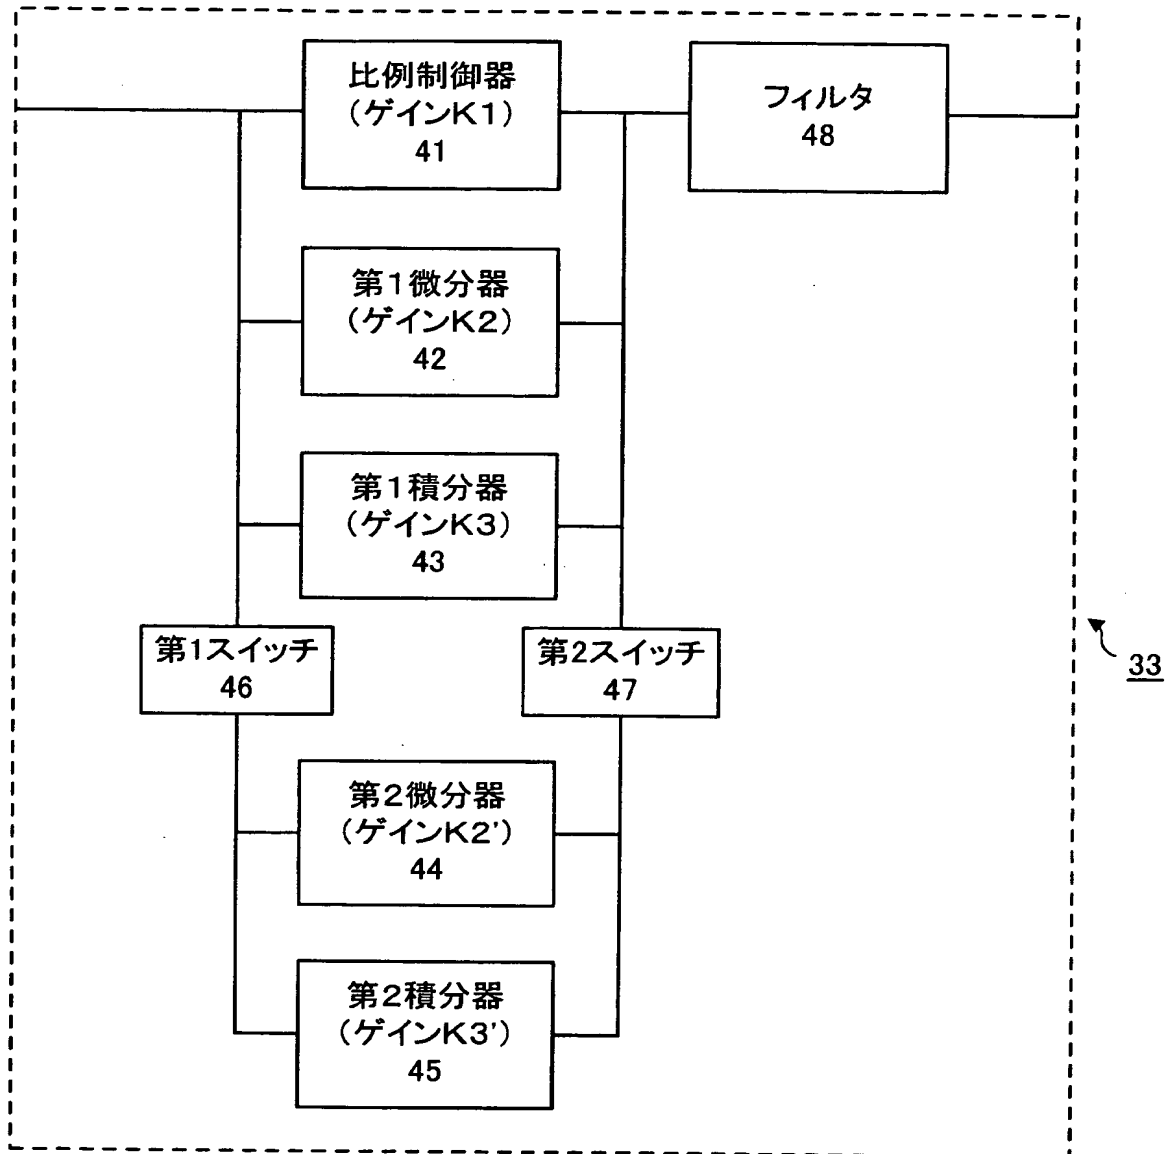 比例制御器
(ゲインK1)
41
フィルタ
48
第1微分器
(ゲインK2)
42
第1積分器
(ゲインK3)
43
第1スイッチ
46
第2スイッチ
47
33
第2微分器
(ゲインK2')
44
第2積分器
(ゲインK3')
45